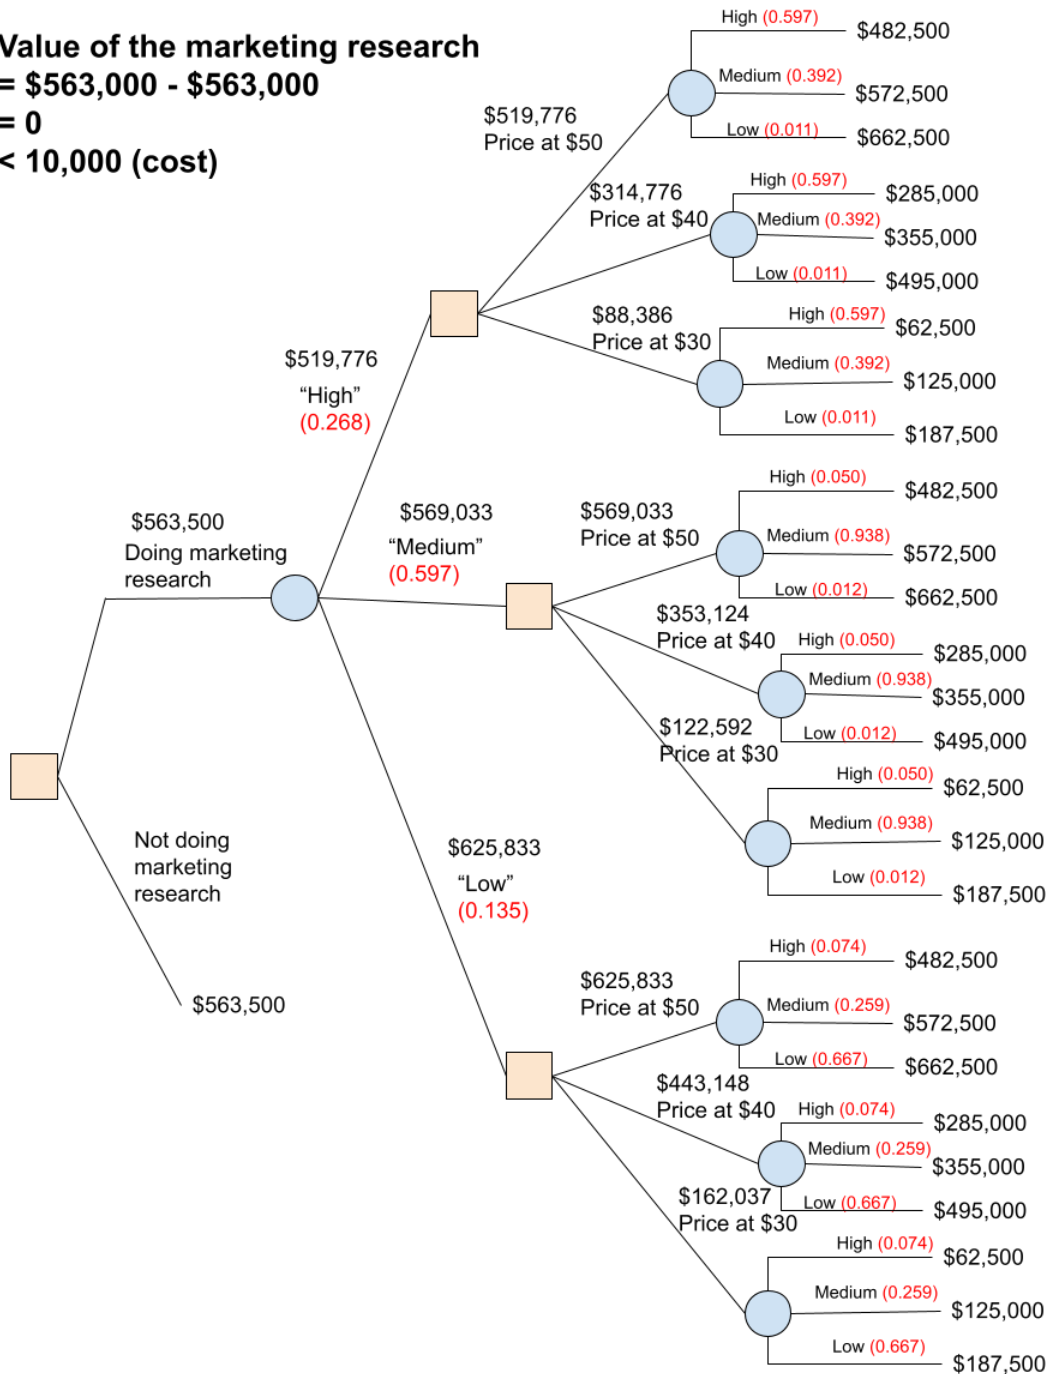 Value of the marketing research
= $563,000 - $563,000
= 0
< 10,000 (cost)
$519,776
Price at $50
High (0.597)
$482,500
Medium (0.392)
$572,500
Low (0.011)
$662,500
$314,776
Price at $40
High (0.597)
$285,000
Medium (0.392)
$355,000
Low (0.011)
$495,000
$88,386
Price at $30
High (0.597)
$62,500
Medium (0.392)
$125,000
Low (0.011)
$187,500
$519,776
“High”
(0.268)
$563,500
Doing marketing
research
$569,033
“Medium”
(0.597)
$569,033
Price at $50
High (0.050)
$482,500
Medium (0.938)
$572,500
Low (0.012)
$662,500
$353,124
Price at $40
High (0.050)
$285,000
Medium (0.938)
$355,000
Low (0.012)
$495,000
$122,592
Price at $30
High (0.050)
$62,500
Medium (0.938)
$125,000
Low (0.012)
$187,500
Not doing
marketing
research
$563,500
$625,833
“Low”
(0.135)
$625,833
Price at $50
High (0.074)
$482,500
Medium (0.259)
$572,500
Low (0.667)
$662,500
$443,148
Price at $40
High (0.074)
$285,000
Medium (0.259)
$355,000
Low (0.667)
$495,000
$162,037
Price at $30
High (0.074)
$62,500
Medium (0.259)
$125,000
Low (0.667)
$187,500